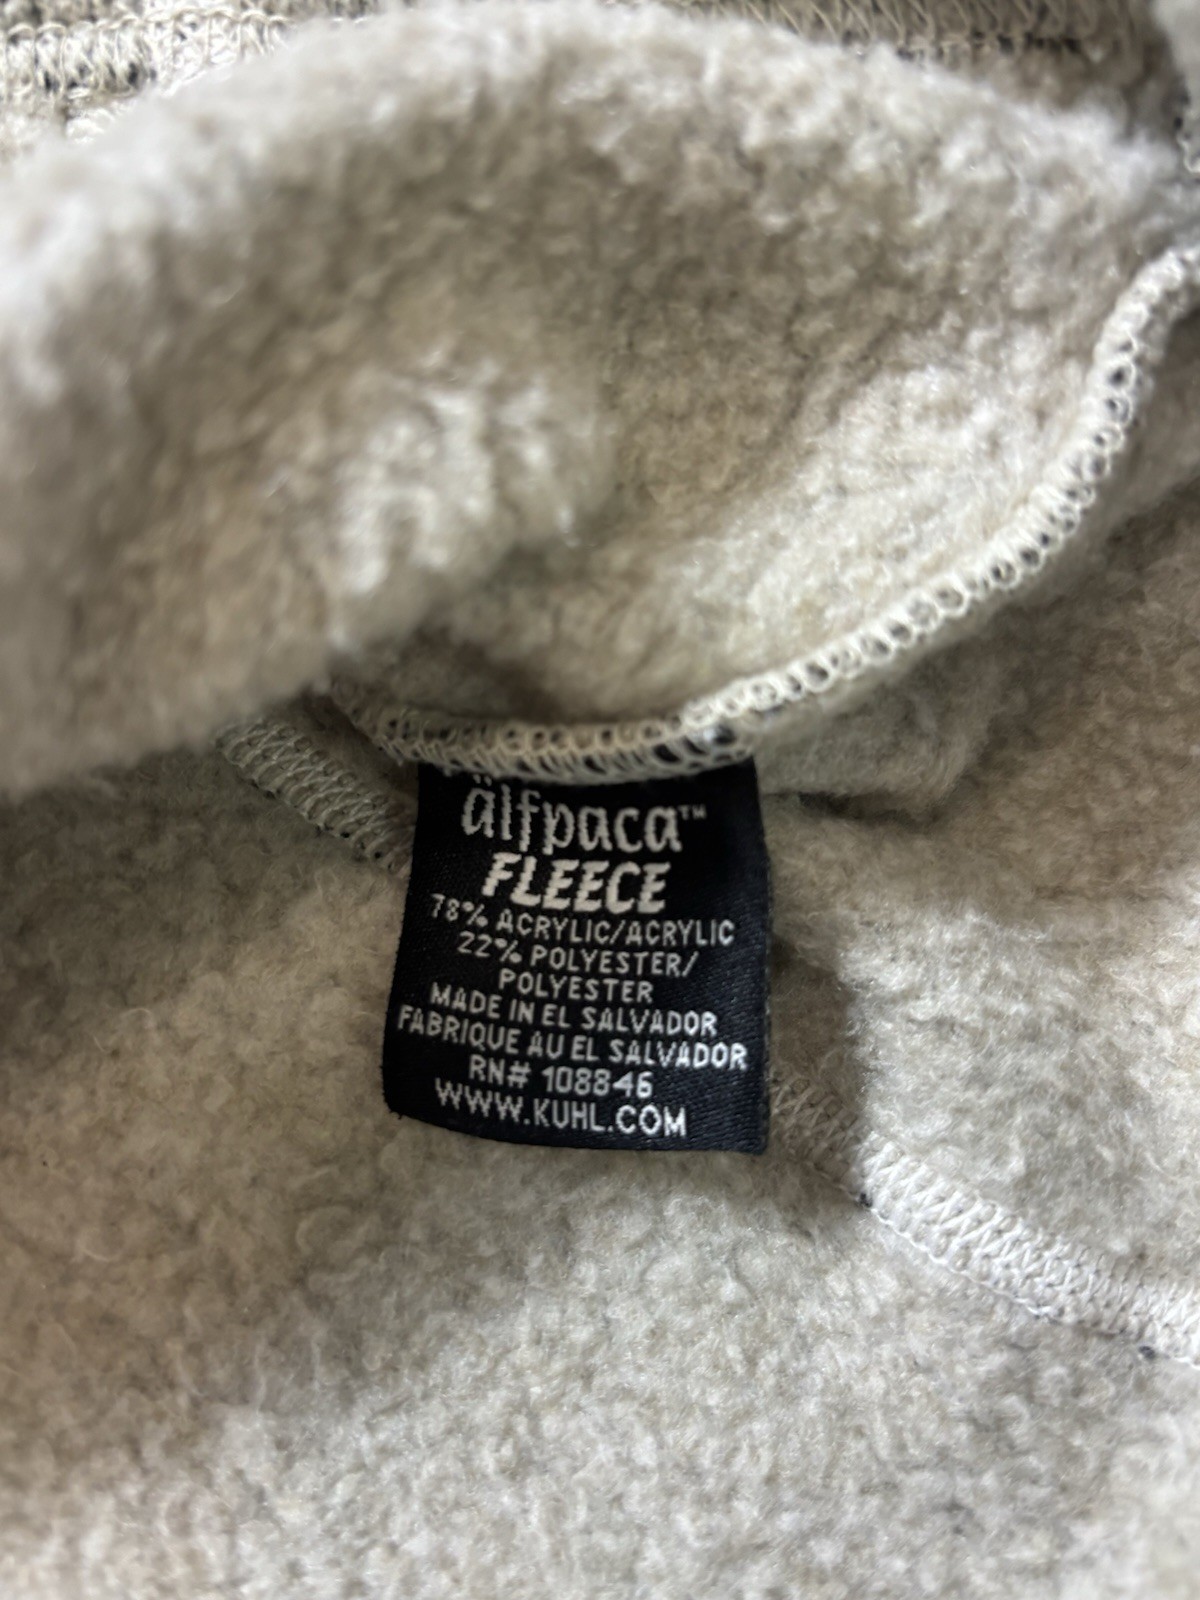 älfpaca™
FLEECE
78% ACRYLIC/ACRYLIC
22% POLYESTER/
POLYESTER
MADE IN EL SALVADOR
FABRIQUE AU EL SALVADOR
RN# 108846
WWW.KUHL.COM